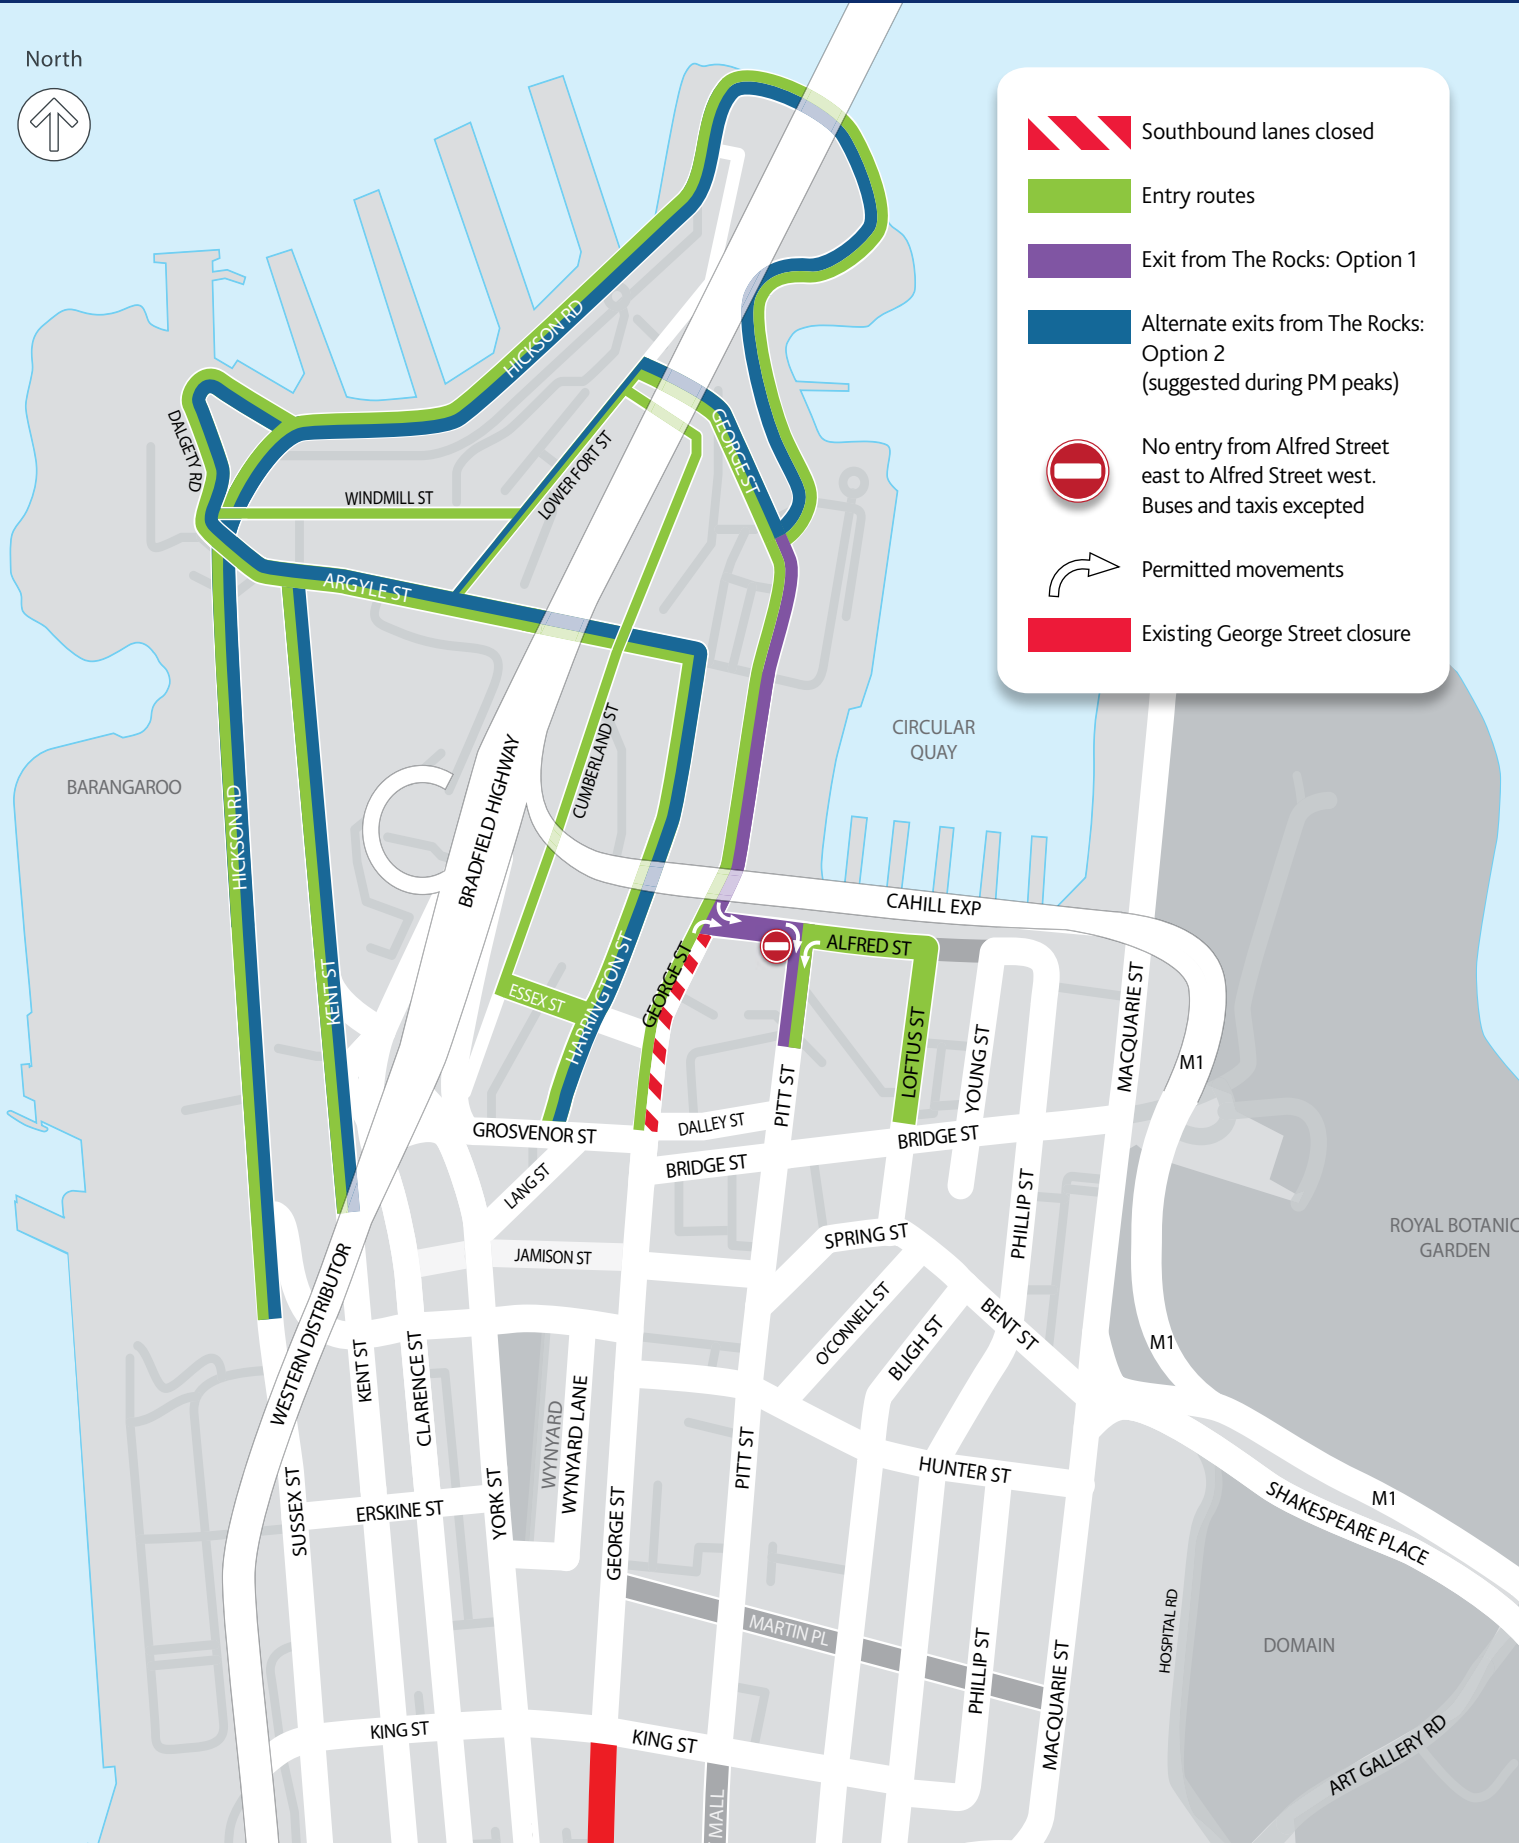 North
Southbound lanes closed
Entry routes
Exit from The Rocks: Option 1
Alternate exits from The Rocks:
Option 2
(suggested during PM peaks)
No entry from Alfred Street
east to Alfred Street west.
Buses and taxis excepted
Permitted movements
Existing George Street closure
HICKSON RD
DALGETY RD
WINDMILL ST
LOWER FORT ST
GEORGE ST
ARGYLE ST
CUMBERLAND ST
CIRCULAR
QUAY
BARANGAROO
HICKSON RD
BRADFIELD HIGHWAY
CAHILL EXP
KENT ST
ESSEX ST
HARRINGTON ST
GEORGE ST
ALFRED ST
LOFTUS ST
YOUNG ST
MACQUARIE ST
M1
PITT ST
GROSVENOR ST
DALLEY ST
BRIDGE ST
BRIDGE ST
LANG ST
PHILLIP ST
ROYAL BOTANIC
GARDEN
SPRING ST
JAMISON ST
WESTERN DISTRIBUTOR
O'CONNELL ST
BLIGH ST
BENT ST
M1
KENT ST
CLARENCE ST
WYNYARD
WYNYARD LANE
PITT ST
HUNTER ST
M1
SHAKESPEARE PLACE
SUSSEX ST
ERSKINE ST
YORK ST
GEORGE ST
MARTIN PL
PHILLIP ST
MACQUARIE ST
HOSPITAL RD
DOMAIN
KING ST
KING ST
MALL
ART GALLERY RD